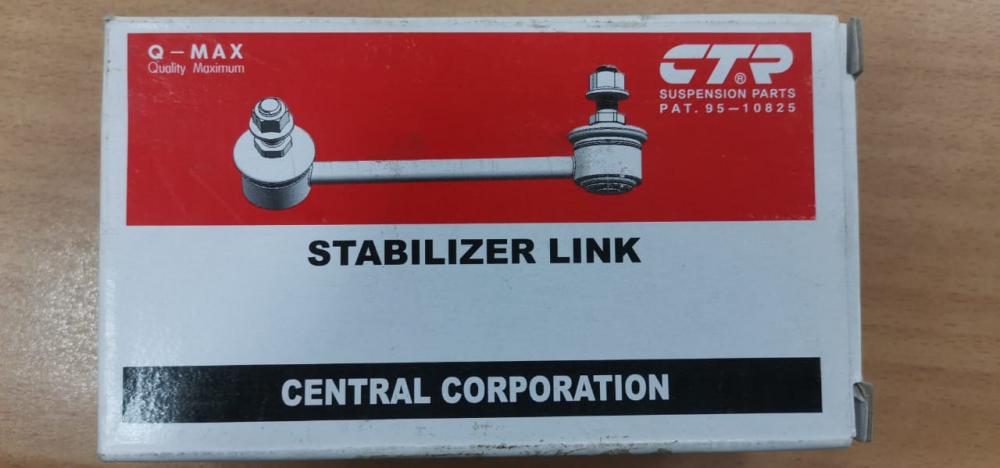 Q–MAX
Quality Maximum
CTR®
SUSPENSION PARTS
PAT. 95–10825
STABILIZER LINK
CENTRAL CORPORATION